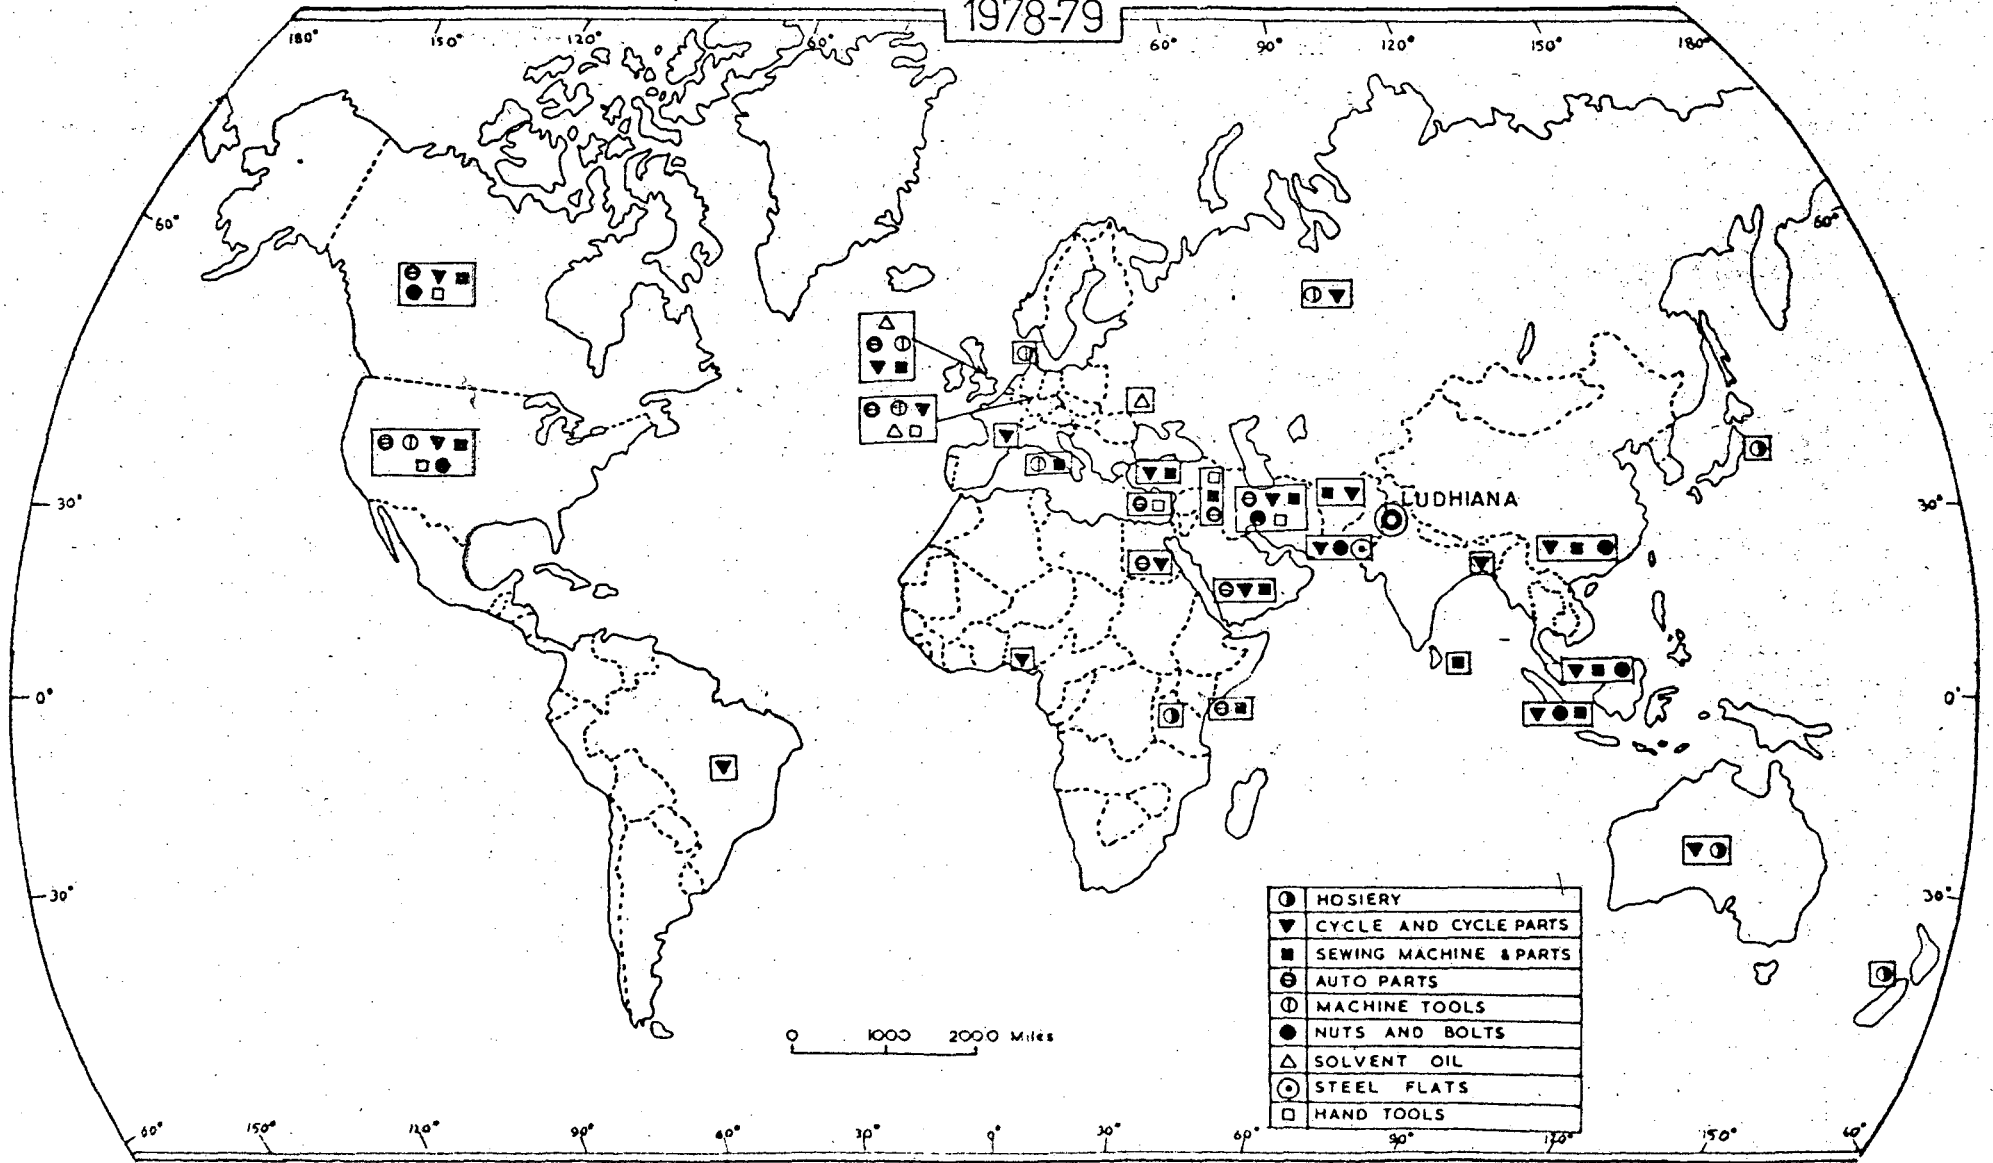 1978-79
180° 150° 120° 60° 60° 90° 120° 150° 180°
60° 60°
30° LUDHIANA 30°
0° 0°
30° 30°
HOSIERY
CYCLE AND CYCLE PARTS
SEWING MACHINE & PARTS
AUTO PARTS
MACHINE TOOLS
NUTS AND BOLTS
SOLVENT OIL
STEEL FLATS
HAND TOOLS
0 1000 2000 Miles
60° 150° 120° 90° 60° 30° 0° 30° 60° 90° 120° 150° 60°